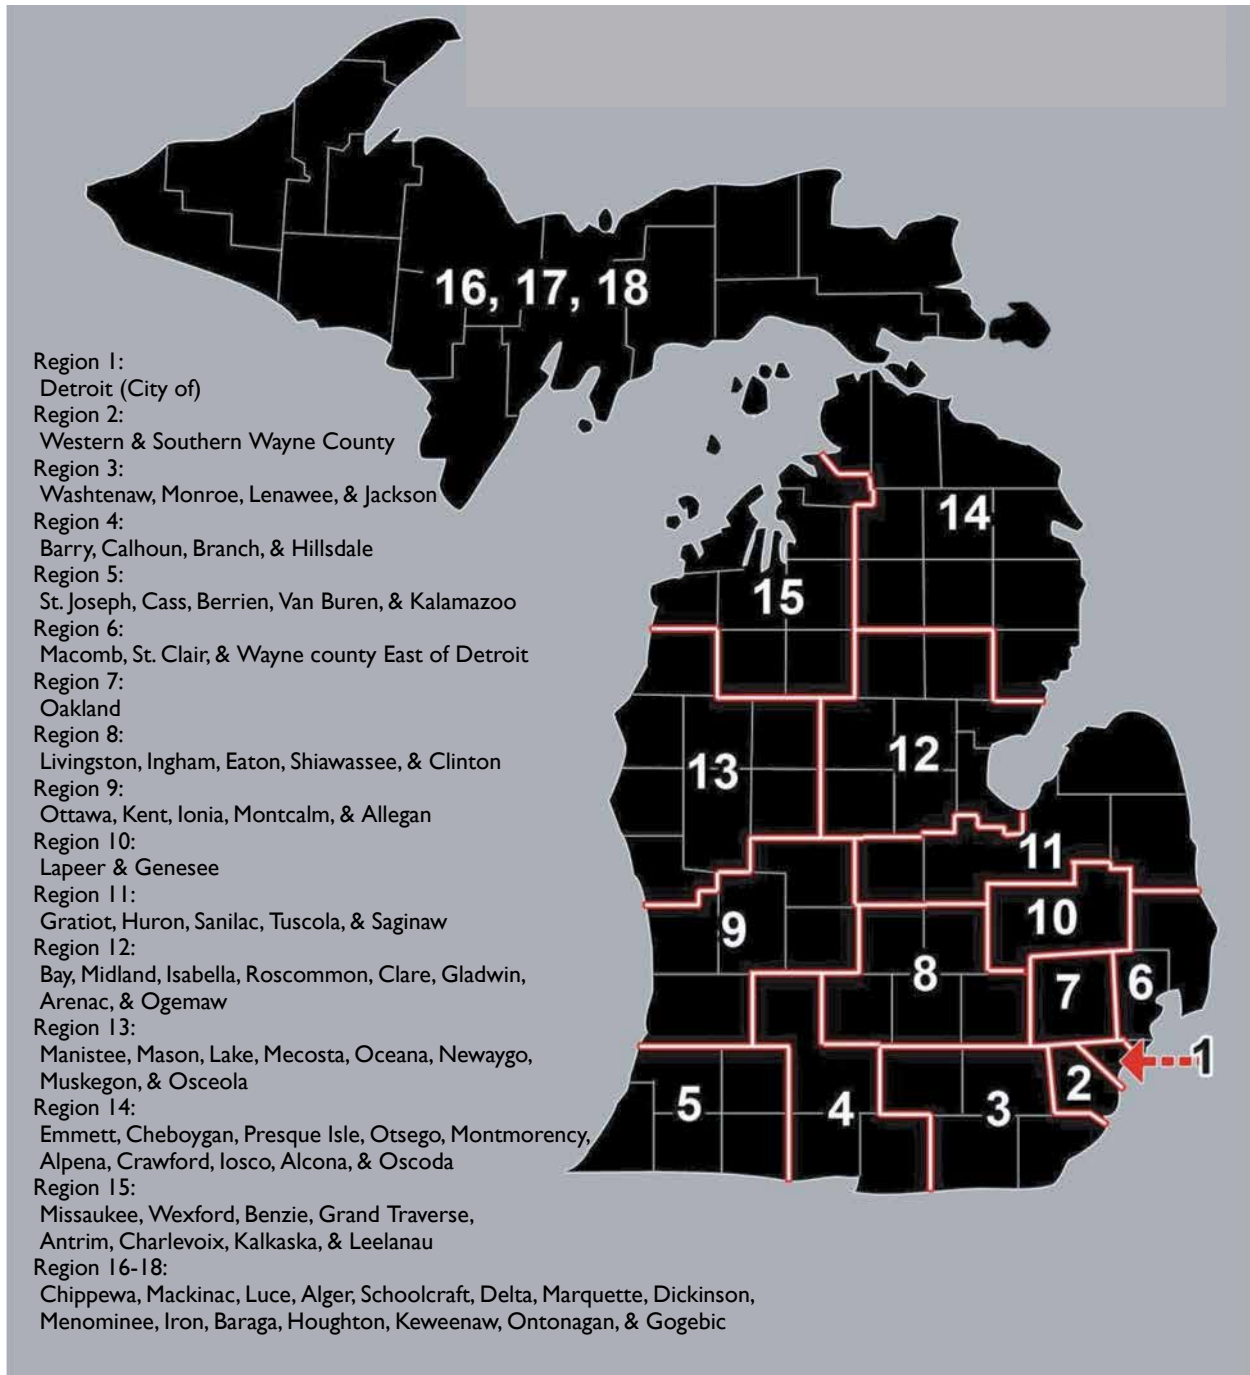 16, 17, 18
Region 1:
Detroit (City of)
Region 2:
Western & Southern Wayne County
Region 3:
Washtenaw, Monroe, Lenawee, & Jackson
Region 4:
Barry, Calhoun, Branch, & Hillsdale
Region 5:
St. Joseph, Cass, Berrien, Van Buren, & Kalamazoo
Region 6:
Macomb, St. Clair, & Wayne county East of Detroit
Region 7:
Oakland
Region 8:
Livingston, Ingham, Eaton, Shiawassee, & Clinton
Region 9:
Ottawa, Kent, Ionia, Montcalm, & Allegan
Region 10:
Lapeer & Genesee
Region 11:
Gratiot, Huron, Sanilac, Tuscola, & Saginaw
Region 12:
Bay, Midland, Isabella, Roscommon, Clare, Gladwin,
Arenac, & Ogemaw
Region 13:
Manistee, Mason, Lake, Mecosta, Oceana, Newaygo,
Muskegon, & Osceola
Region 14:
Emmett, Cheboygan, Presque Isle, Otsego, Montmorency,
Alpena, Crawford, Iosco, Alcona, & Oscoda
Region 15:
Missaukee, Wexford, Benzie, Grand Traverse,
Antrim, Charlevoix, Kalkaska, & Leelanau
Region 16-18:
Chippewa, Mackinac, Luce, Alger, Schoolcraft, Delta, Marquette, Dickinson,
Menominee, Iron, Baraga, Houghton, Keweenaw, Ontonagan, & Gogebic
14
15
12
13
11
10
9
8
7
6
1
2
5
4
3